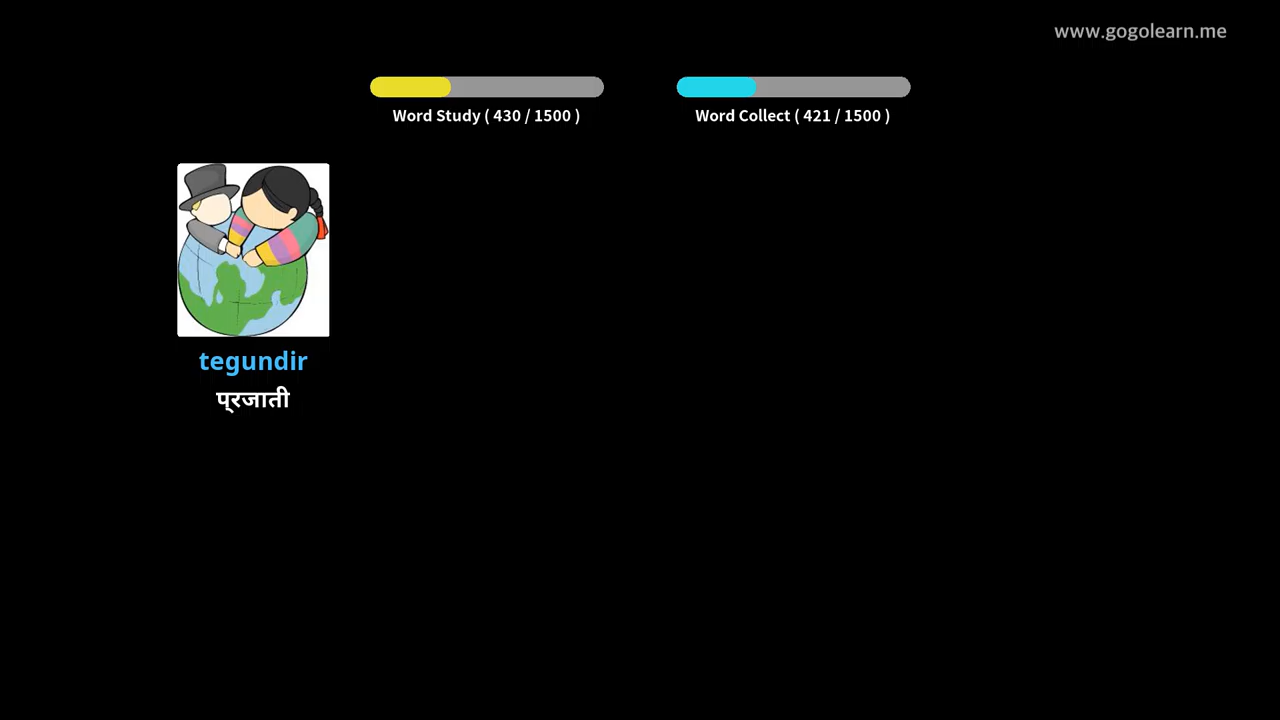 www.gogolearn.me
Word Study ( 430 / 1500 )
Word Collect ( 421 / 1500 )
tegundir
प्रजाती